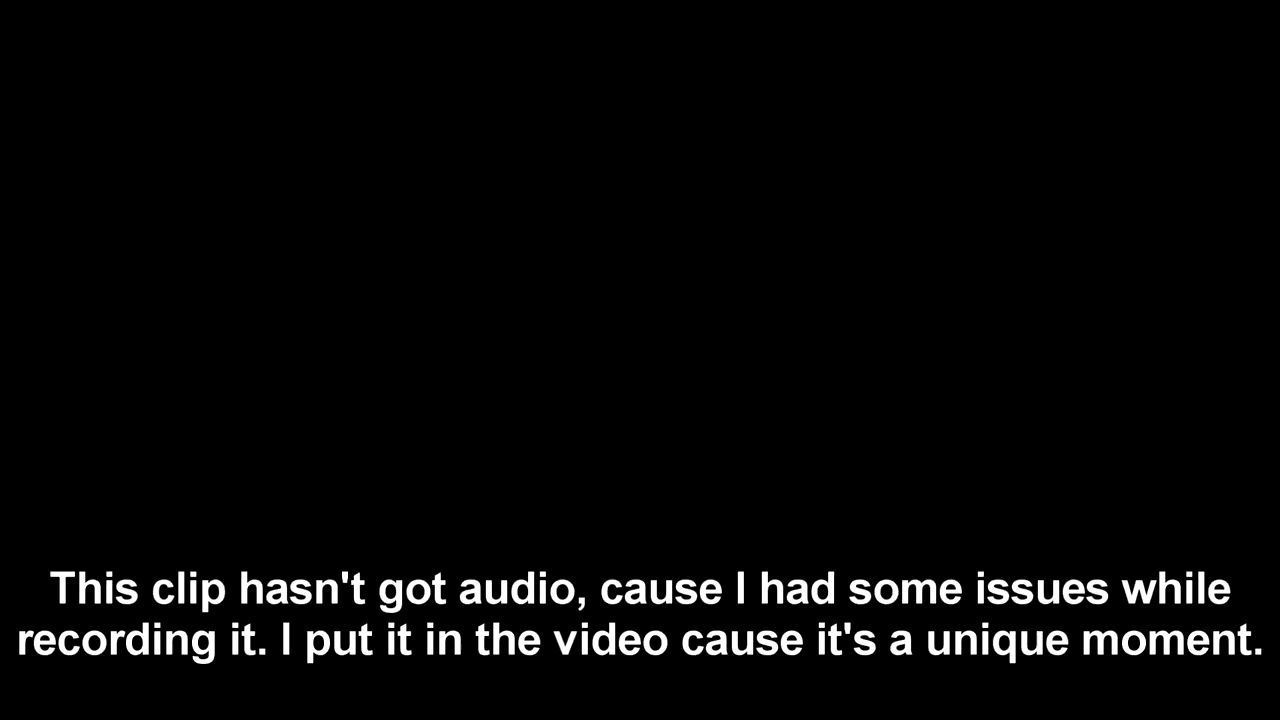 This clip hasn't got audio, cause I had some issues while
recording it. I put it in the video cause it's a unique moment.